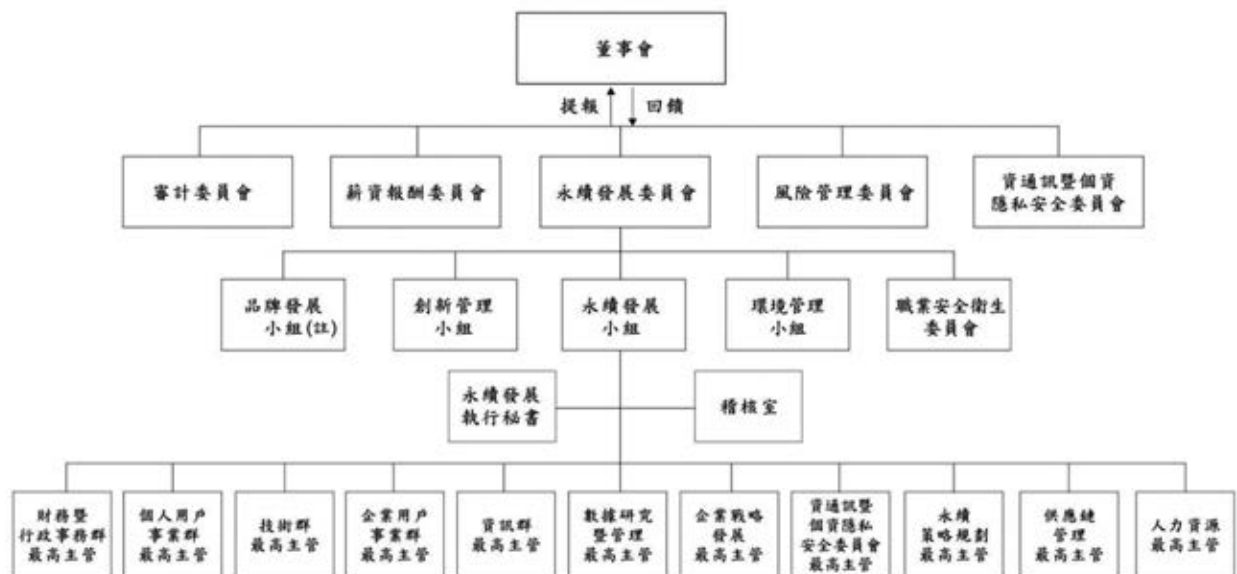 董事會
提報
回饋
審計委員會
薪資報酬委員會
永續發展委員會
風險管理委員會
資通訊暨個資
隱私安全委員會
品牌發展
小組(註)
創新管理
小組
永續發展
小組
環境管理
小組
職業安全衛生
委員會
永續發展
執行秘書
稽核室
財務暨
行政事務群
最高主管
個人用戶
事業群
最高主管
技術群
最高主管
企業用戶
事業群
最高主管
資訊群
最高主管
數據研究
暨管理
最高主管
企業戰略
發展
最高主管
資通訊暨
個資隱私
安全委員會
最高主管
永續
策略規劃
最高主管
供應鏈
管理
最高主管
人力資源
最高主管